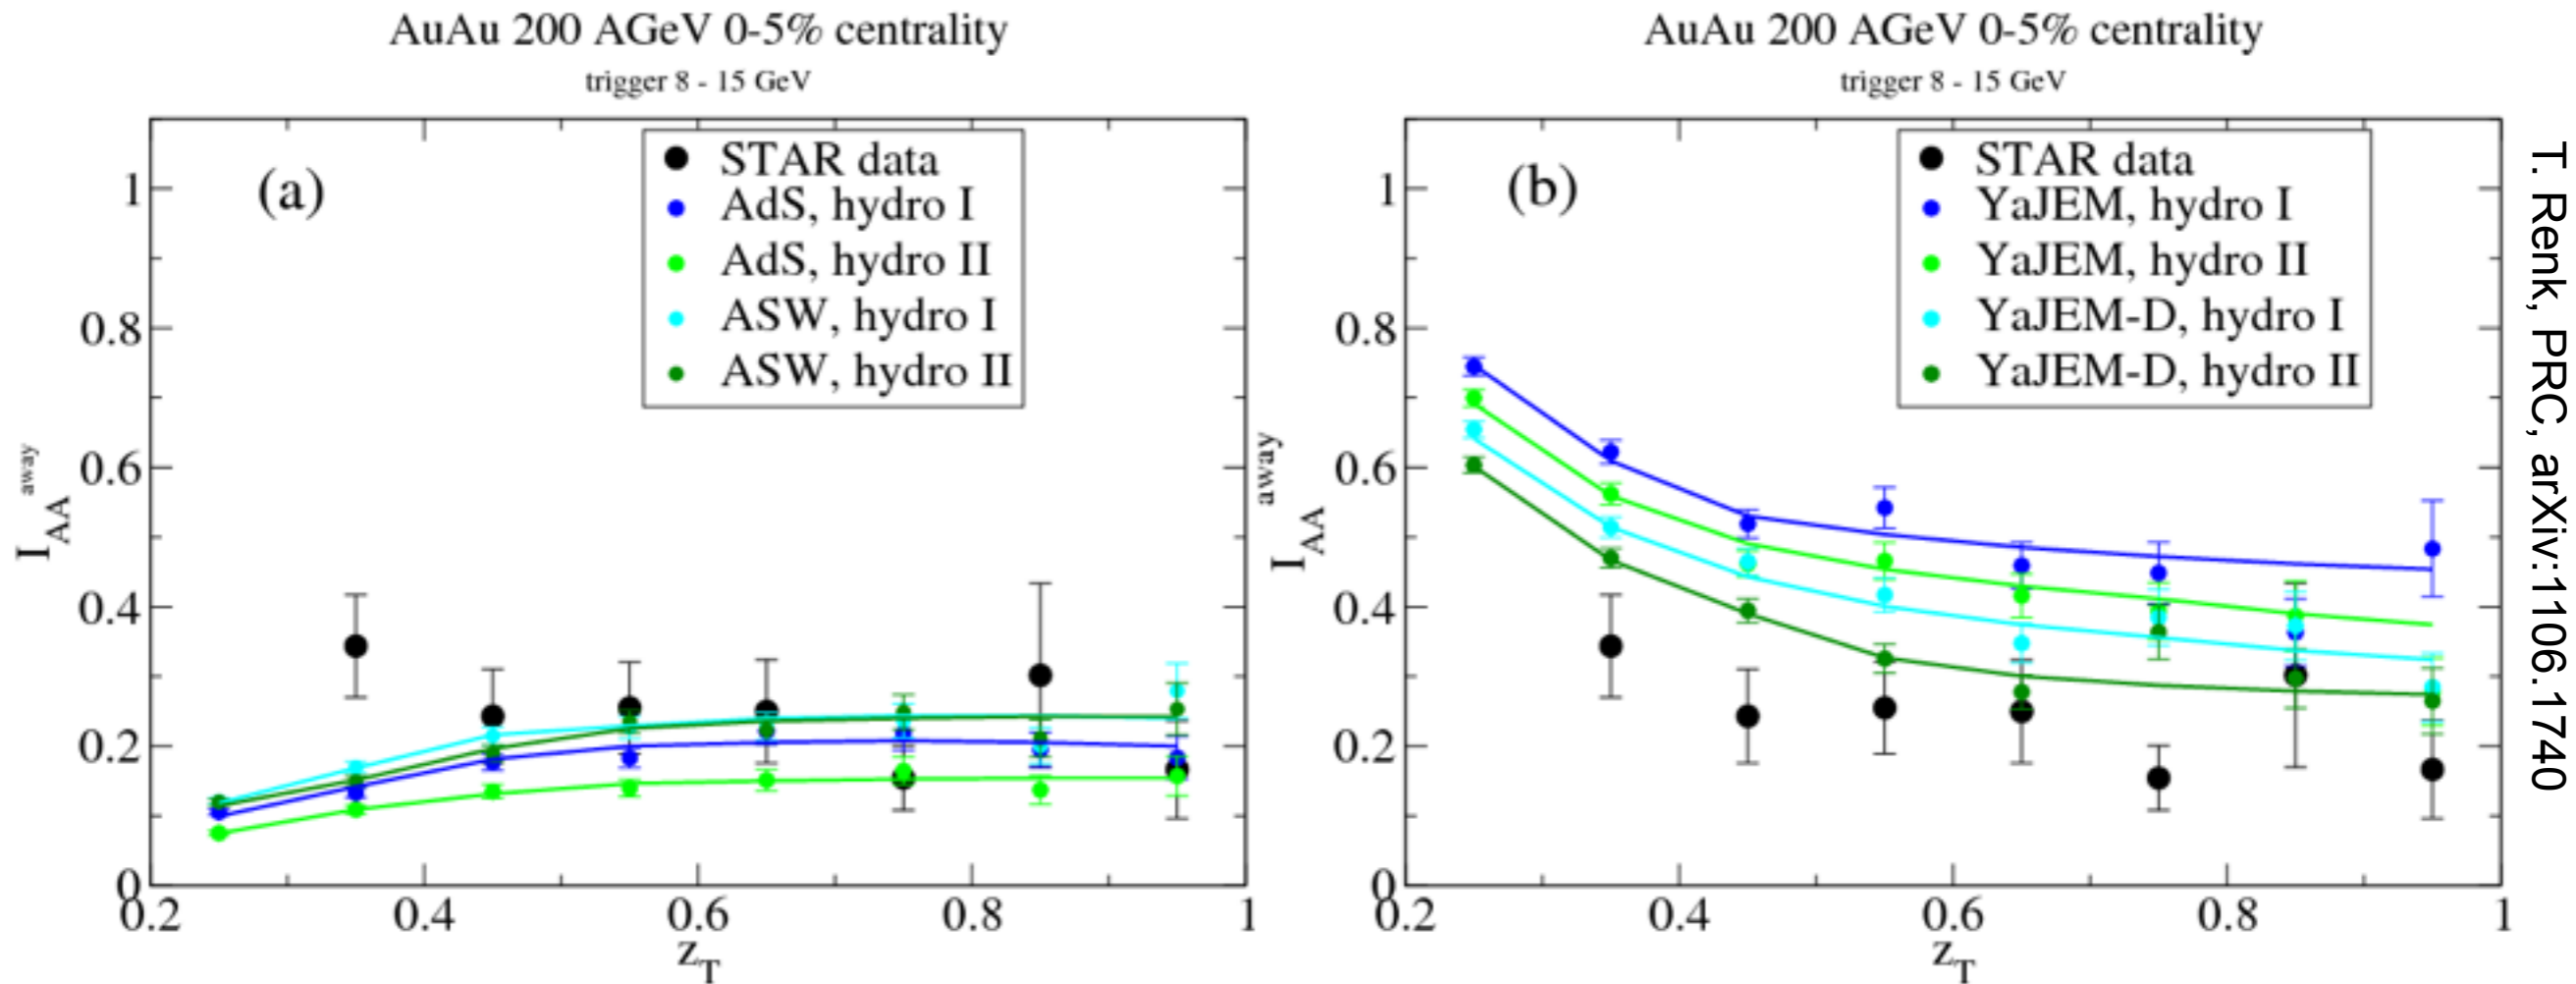 AuAu 200 AGeV 0-5% centrality
trigger 8 - 15 GeV
(a)
STAR data
AdS, hydro I
AdS, hydro II
ASW, hydro I
ASW, hydro II
1
0.8
0.6
0.4
0.2
0
I_AA^away
0.2 0.4 0.6 0.8 1
z_T
AuAu 200 AGeV 0-5% centrality
trigger 8 - 15 GeV
(b)
STAR data
YaJEM, hydro I
YaJEM, hydro II
YaJEM-D, hydro I
YaJEM-D, hydro II
1
0.8
0.6
0.4
0.2
0
I_AA^away
0.2 0.4 0.6 0.8 1
z_T
T. Renk, PRC, arXiv:1106.1740